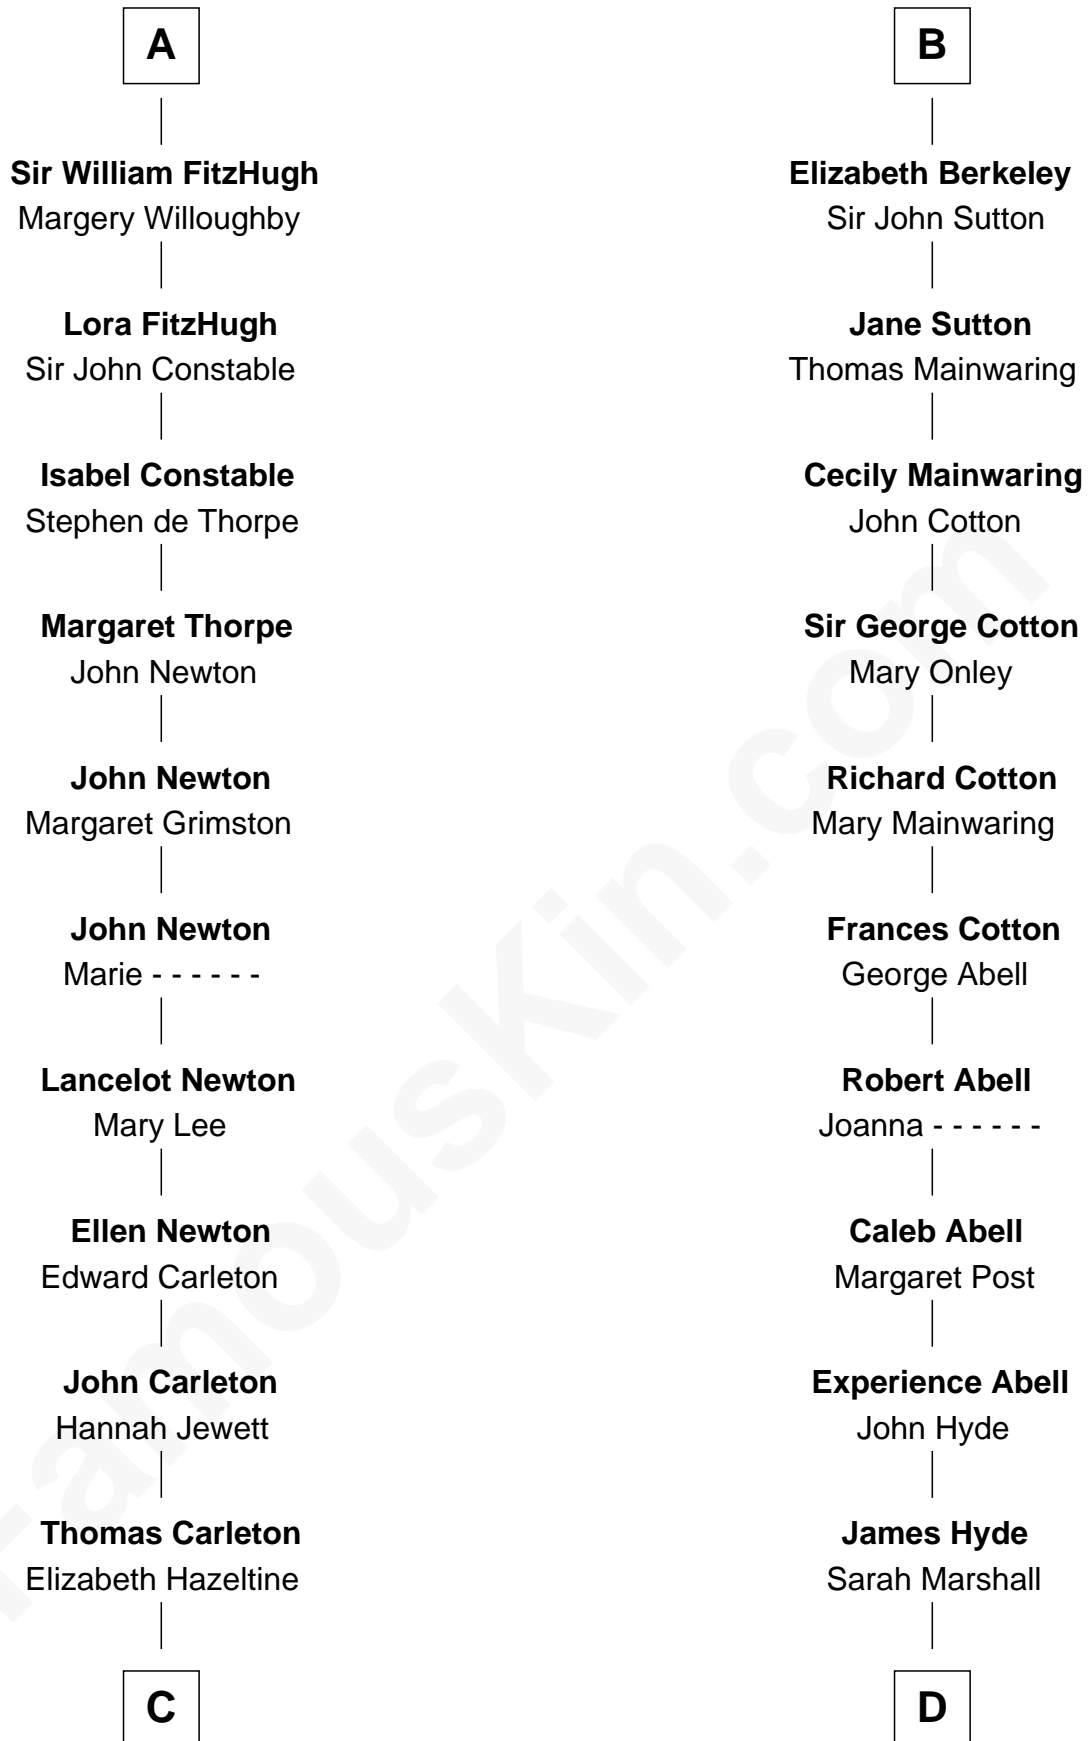 A
Sir William FitzHugh
Margery Willoughby
Lora FitzHugh
Sir John Constable
Isabel Constable
Stephen de Thorpe
Margaret Thorpe
John Newton
John Newton
Margaret Grimston
John Newton
Marie - - - - - -
Lancelot Newton
Mary Lee
Ellen Newton
Edward Carleton
John Carleton
Hannah Jewett
Thomas Carleton
Elizabeth Hazeltine
C
B
Elizabeth Berkeley
Sir John Sutton
Jane Sutton
Thomas Mainwaring
Cecily Mainwaring
John Cotton
Sir George Cotton
Mary Onley
Richard Cotton
Mary Mainwaring
Frances Cotton
George Abell
Robert Abell
Joanna - - - - - -
Caleb Abell
Margaret Post
Experience Abell
John Hyde
James Hyde
Sarah Marshall
D
FamousKin.com